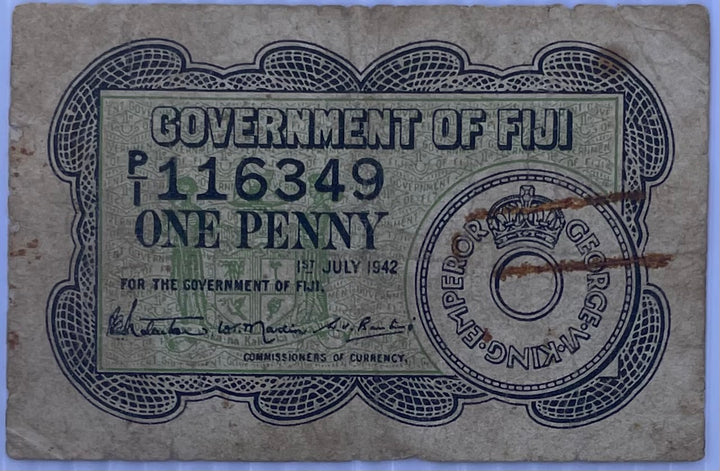 GOVERNMENT OF FIJI
P/1 116349
ONE PENNY
1ST JULY 1942
FOR THE GOVERNMENT OF FIJI.
COMMISSIONERS OF CURRENCY.
GEORGE·VI·KING·EMPEROR